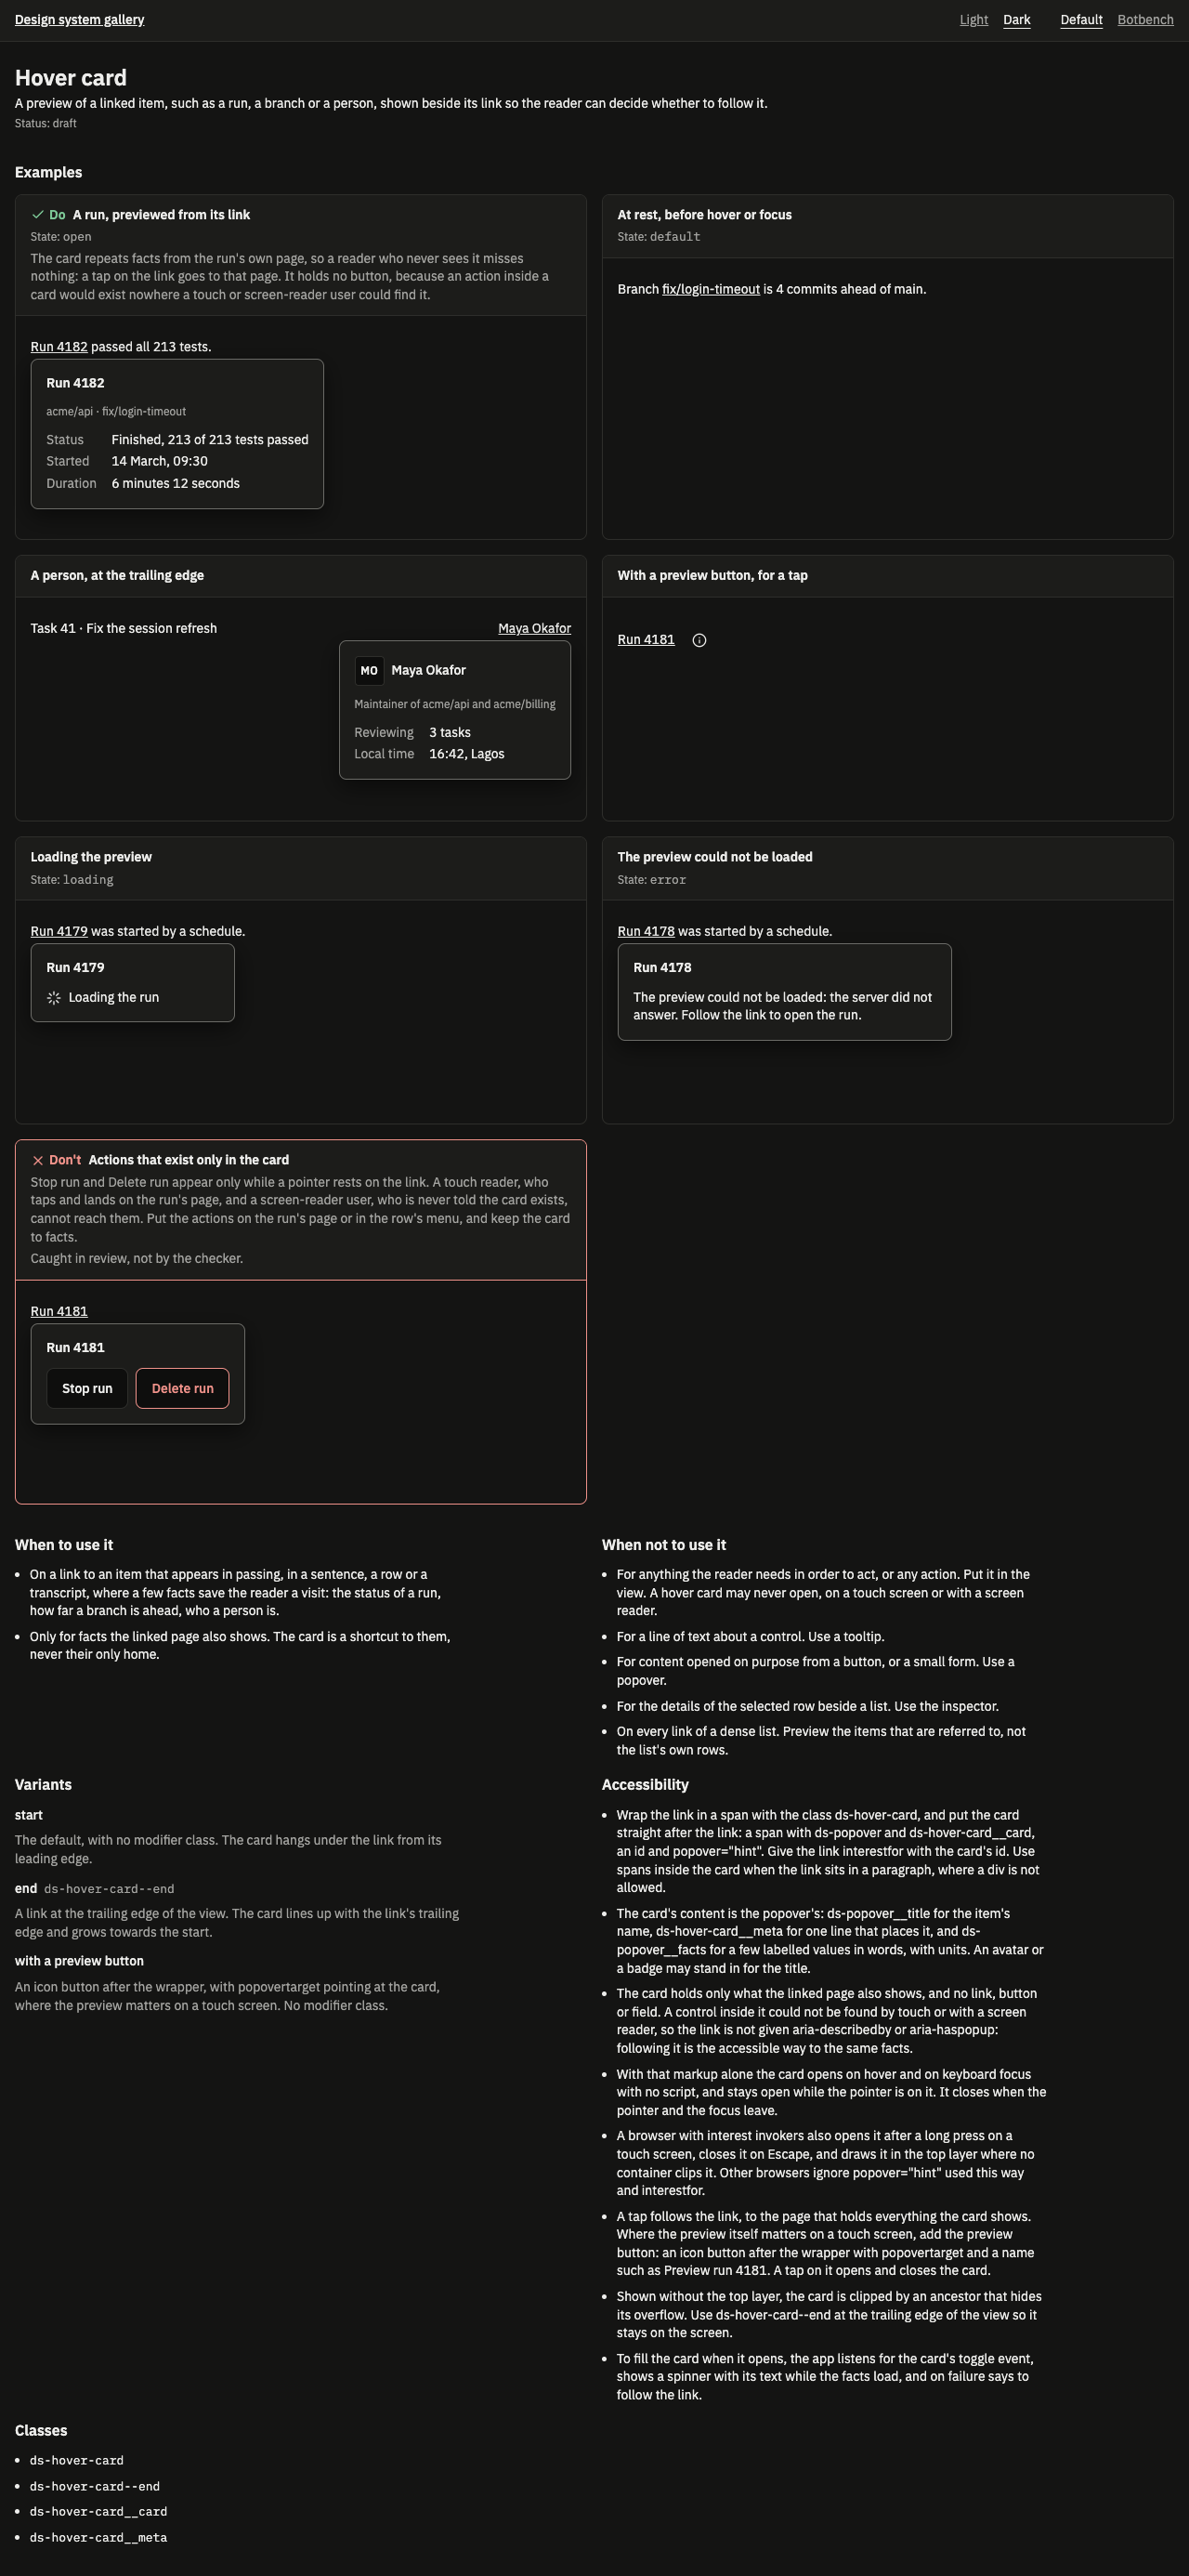 Design system gallery
Light Dark Default Botbench
Hover card
A preview of a linked item, such as a run, a branch or a person, shown beside its link so the reader can decide whether to follow it.
Status: draft
Examples
Do A run, previewed from its link
State: open
The card repeats facts from the run's own page, so a reader who never sees it misses
nothing: a tap on the link goes to that page. It holds no button, because an action inside a
card would exist nowhere a touch or screen-reader user could find it.
Run 4182 passed all 213 tests.
Run 4182
acme/api · fix/login-timeout
Status Finished, 213 of 213 tests passed
Started 14 March, 09:30
Duration 6 minutes 12 seconds
At rest, before hover or focus
State: default
Branch fix/login-timeout is 4 commits ahead of main.
A person, at the trailing edge
Task 41 · Fix the session refresh Maya Okafor
MO Maya Okafor
Maintainer of acme/api and acme/billing
Reviewing 3 tasks
Local time 16:42, Lagos
With a preview button, for a tap
Run 4181
Loading the preview
State: loading
Run 4179 was started by a schedule.
Run 4179
Loading the run
The preview could not be loaded
State: error
Run 4178 was started by a schedule.
Run 4178
The preview could not be loaded: the server did not
answer. Follow the link to open the run.
Don't Actions that exist only in the card
Stop run and Delete run appear only while a pointer rests on the link. A touch reader, who
taps and lands on the run's page, and a screen-reader user, who is never told the card exists,
cannot reach them. Put the actions on the run's page or in the row's menu, and keep the card
to facts.
Caught in review, not by the checker.
Run 4181
Run 4181
Stop run Delete run
When to use it
• On a link to an item that appears in passing, in a sentence, a row or a
transcript, where a few facts save the reader a visit: the status of a run,
how far a branch is ahead, who a person is.
• Only for facts the linked page also shows. The card is a shortcut to them,
never their only home.
When not to use it
• For anything the reader needs in order to act, or any action. Put it in the
view. A hover card may never open, on a touch screen or with a screen
reader.
• For a line of text about a control. Use a tooltip.
• For content opened on purpose from a button, or a small form. Use a
popover.
• For the details of the selected row beside a list. Use the inspector.
• On every link of a dense list. Preview the items that are referred to, not
the list's own rows.
Variants
start
The default, with no modifier class. The card hangs under the link from its
leading edge.
end ds-hover-card--end
A link at the trailing edge of the view. The card lines up with the link's trailing
edge and grows towards the start.
with a preview button
An icon button after the wrapper, with popovertarget pointing at the card,
where the preview matters on a touch screen. No modifier class.
Accessibility
• Wrap the link in a span with the class ds-hover-card, and put the card
straight after the link: a span with ds-popover and ds-hover-card__card,
an id and popover="hint". Give the link interestfor with the card's id. Use
spans inside the card when the link sits in a paragraph, where a div is not
allowed.
• The card's content is the popover's: ds-popover__title for the item's
name, ds-hover-card__meta for one line that places it, and ds-
popover__facts for a few labelled values in words, with units. An avatar or
a badge may stand in for the title.
• The card holds only what the linked page also shows, and no link, button
or field. A control inside it could not be found by touch or with a screen
reader, so the link is not given aria-describedby or aria-haspopup:
following it is the accessible way to the same facts.
• With that markup alone the card opens on hover and on keyboard focus
with no script, and stays open while the pointer is on it. It closes when the
pointer and the focus leave.
• A browser with interest invokers also opens it after a long press on a
touch screen, closes it on Escape, and draws it in the top layer where no
container clips it. Other browsers ignore popover="hint" used this way
and interestfor.
• A tap follows the link, to the page that holds everything the card shows.
Where the preview itself matters on a touch screen, add the preview
button: an icon button after the wrapper with popovertarget and a name
such as Preview run 4181. A tap on it opens and closes the card.
• Shown without the top layer, the card is clipped by an ancestor that hides
its overflow. Use ds-hover-card--end at the trailing edge of the view so it
stays on the screen.
• To fill the card when it opens, the app listens for the card's toggle event,
shows a spinner with its text while the facts load, and on failure says to
follow the link.
Classes
• ds-hover-card
• ds-hover-card--end
• ds-hover-card__card
• ds-hover-card__meta